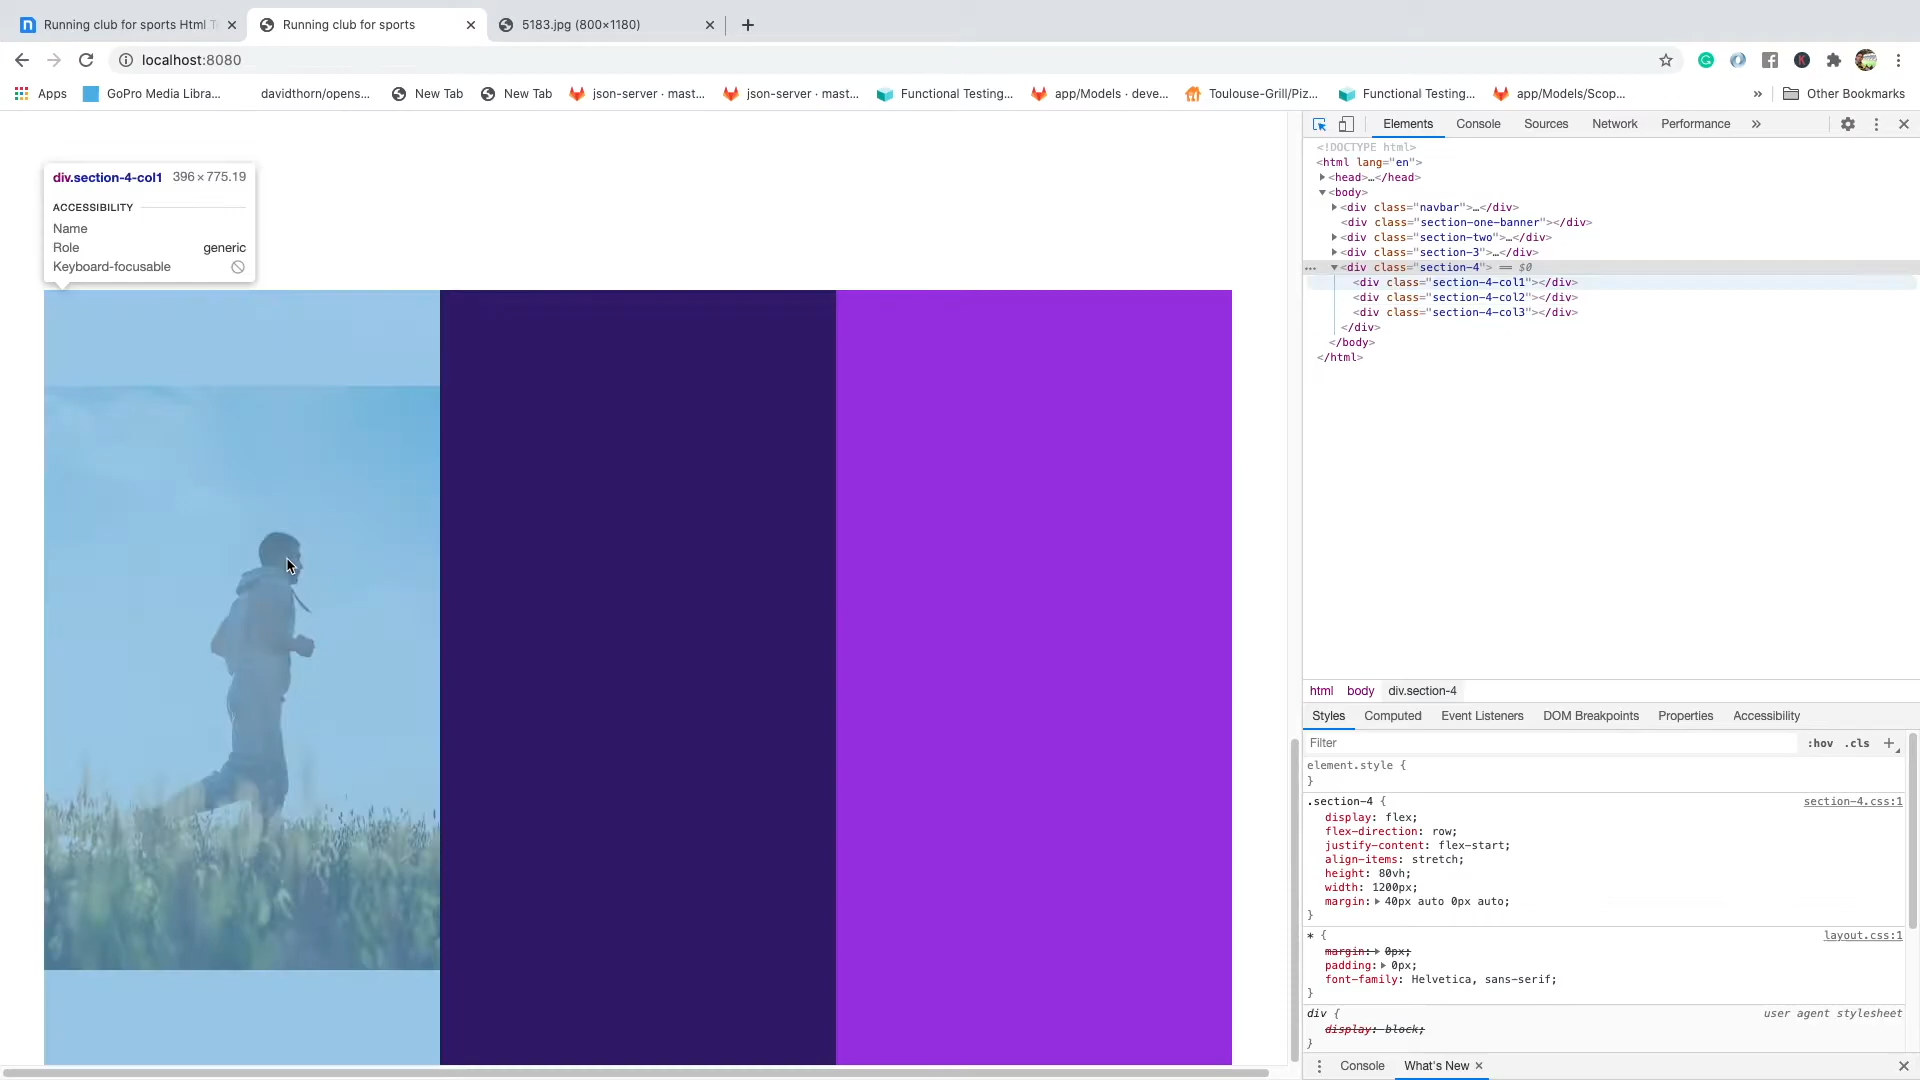 Running club for sports Html T
Running club for sports
5183.jpg (800×1180)
localhost:8080
Apps
GoPro Media Libra...
davidthorn/opens...
New Tab
New Tab
json-server · mast...
json-server · mast...
Functional Testing...
app/Models · deve...
Toulouse-Grill/Piz...
Functional Testing...
app/Models/Scop...
»
Other Bookmarks
div.section-4-col1 396×775.19
ACCESSIBILITY
Name
Role generic
Keyboard-focusable
Elements Console Sources Network Performance »
<!DOCTYPE html>
<html lang="en">
<head>…</head>
<body>
<div class="navbar">…</div>
<div class="section-one-banner"></div>
<div class="section-two">…</div>
<div class="section-3">…</div>
<div class="section-4"> == $0
<div class="section-4-col1"></div>
<div class="section-4-col2"></div>
<div class="section-4-col3"></div>
</div>
</body>
</html>
html body div.section-4
Styles Computed Event Listeners DOM Breakpoints Properties Accessibility
Filter :hov .cls +
element.style {
}
.section-4 { section-4.css:1
display: flex;
flex-direction: row;
justify-content: flex-start;
align-items: stretch;
height: 80vh;
width: 1200px;
margin: 40px auto 0px auto;
}
* { layout.css:1
margin: 0px;
padding: 0px;
font-family: Helvetica, sans-serif;
}
div { user agent stylesheet
display: block;
}
Console What's New